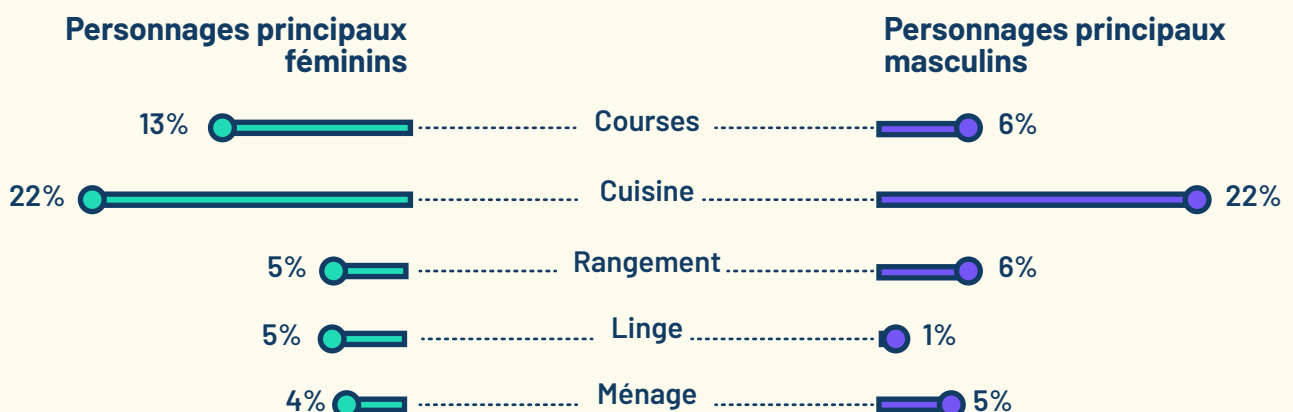 Personnages principaux
féminins
Personnages principaux
masculins
13% Courses 6%
22% Cuisine 22%
5% Rangement 6%
5% Linge 1%
4% Ménage 5%